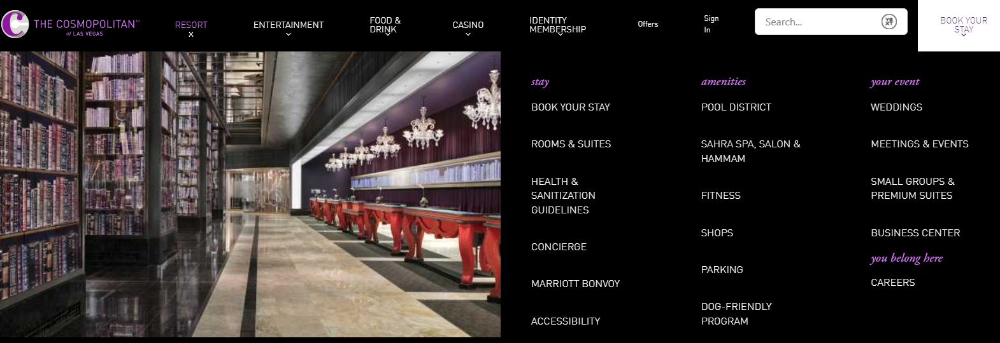 THE COSMOPOLITAN™
of LAS VEGAS
RESORT
X
ENTERTAINMENT
FOOD &
DRINK
CASINO
IDENTITY
MEMBERSHIP
Offers
Sign
In
Search...
YEXT
BOOK YOUR
STAY
stay
BOOK YOUR STAY
ROOMS & SUITES
HEALTH &
SANITIZATION
GUIDELINES
CONCIERGE
MARRIOTT BONVOY
ACCESSIBILITY
amenities
POOL DISTRICT
SAHRA SPA, SALON &
HAMMAM
FITNESS
SHOPS
PARKING
DOG-FRIENDLY
PROGRAM
your event
WEDDINGS
MEETINGS & EVENTS
SMALL GROUPS &
PREMIUM SUITES
BUSINESS CENTER
you belong here
CAREERS